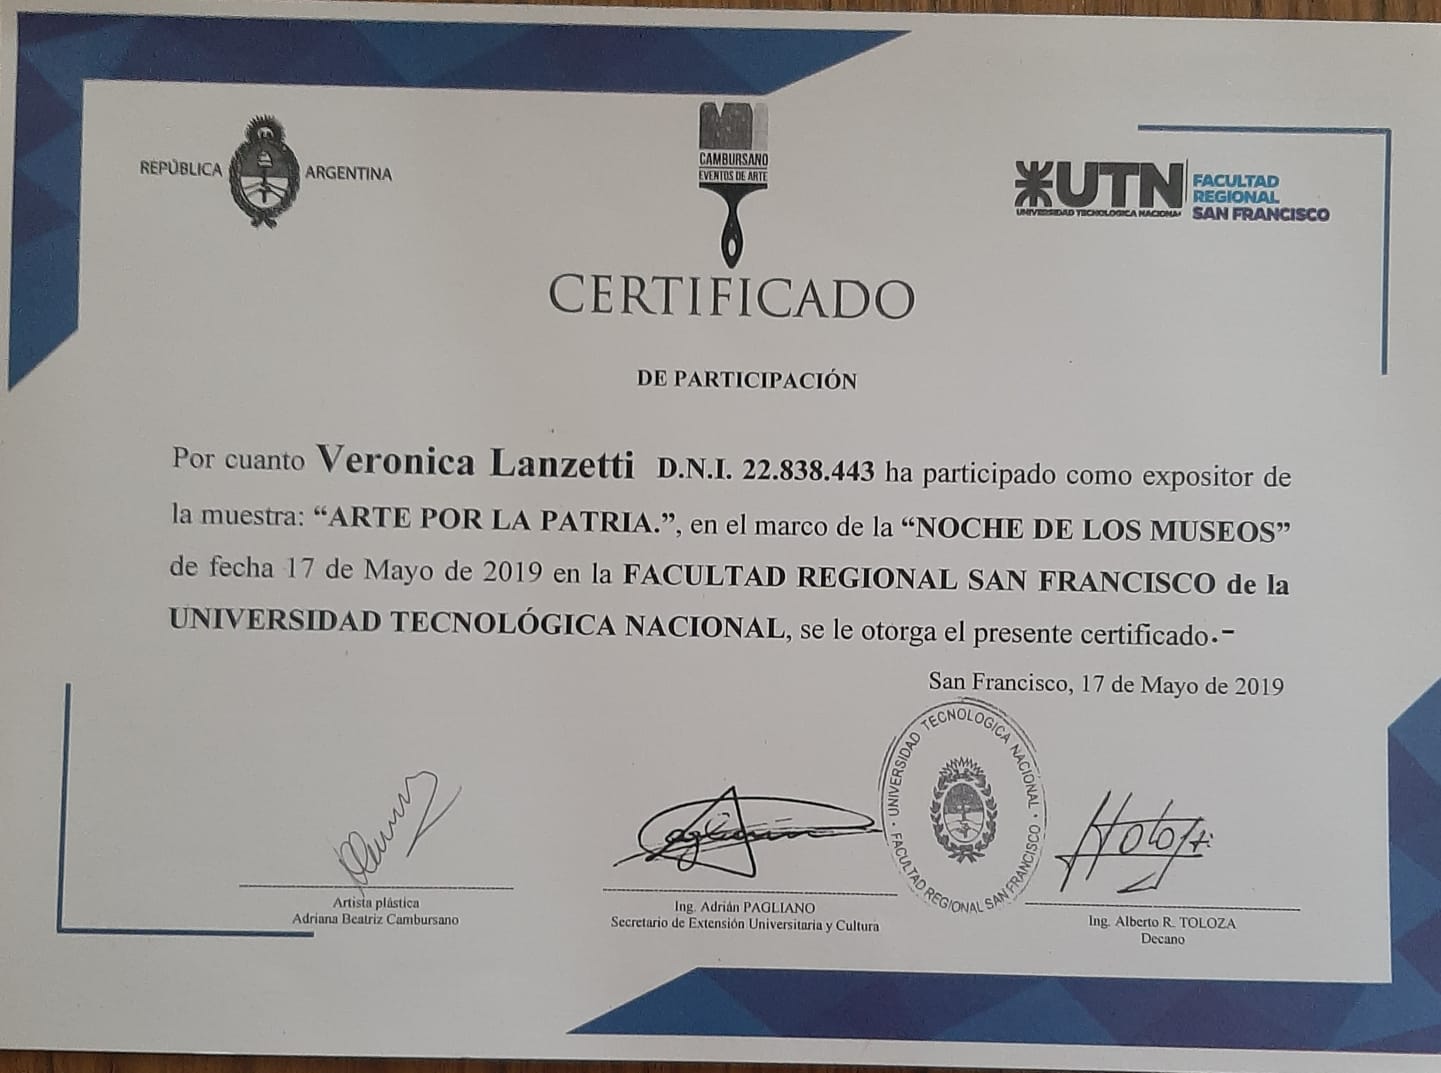 REPÚBLICA ARGENTINA
CAMBURSANO
EVENTOS DE ARTE
UTN
UNIVERSIDAD TECNOLOGICA NACIONAL
FACULTAD
REGIONAL
SAN FRANCISCO
CERTIFICADO
DE PARTICIPACIÓN
Por cuanto Veronica Lanzetti D.N.I. 22.838.443 ha participado como expositor de
la muestra: “ARTE POR LA PATRIA.”, en el marco de la “NOCHE DE LOS MUSEOS”
de fecha 17 de Mayo de 2019 en la FACULTAD REGIONAL SAN FRANCISCO de la
UNIVERSIDAD TECNOLÓGICA NACIONAL, se le otorga el presente certificado.-
San Francisco, 17 de Mayo de 2019
UNIVERSIDAD TECNOLOGICA NACIONAL
FACULTAD REGIONAL SAN FRANCISCO
Artista plástica
Adriana Beatriz Cambursano
Ing. Adrián PAGLIANO
Secretario de Extensión Universitaria y Cultura
Ing. Alberto R. TOLOZA
Decano